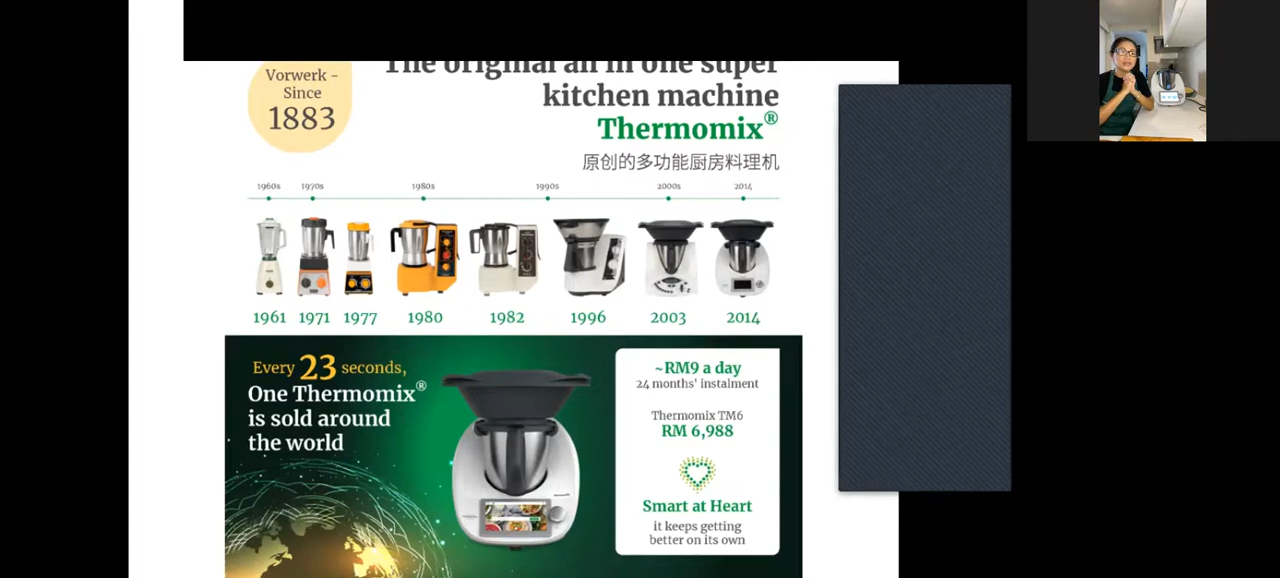 Vorwerk -
Since
1883
The original all in one super
kitchen machine
Thermomix®
原创的多功能厨房料理机
1960s 1970s 1980s 1990s 2000s 2014
1961 1971 1977 1980 1982 1996 2003 2014
Every 23 seconds,
One Thermomix®
is sold around
the world
~RM9 a day
24 months' instalment
Thermomix TM6
RM 6,988
Smart at Heart
it keeps getting
better on its own